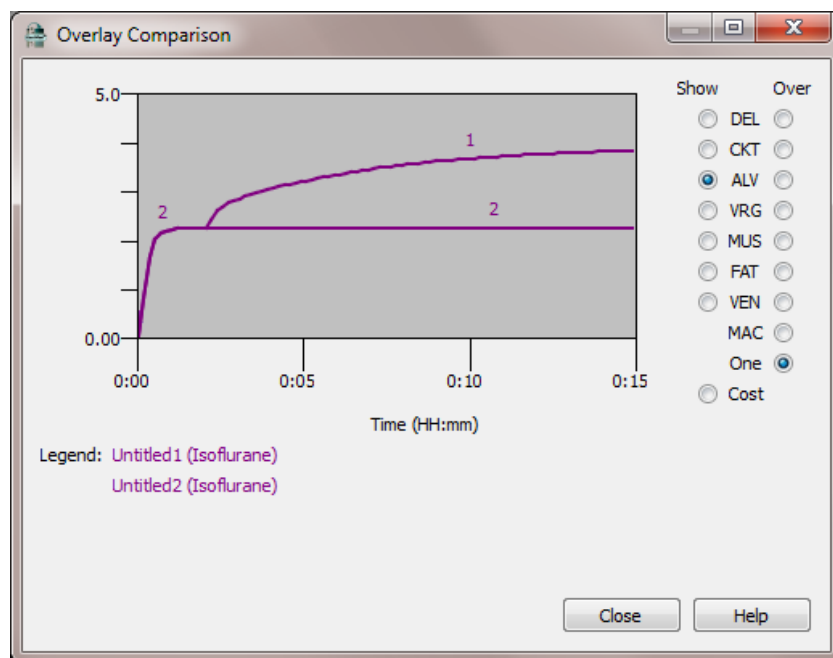 Overlay Comparison
Show Over
5.0
DEL
1
CKT
ALV
2 2
VRG
MUS
FAT
VEN
MAC
0.00
One
0:00 0:05 0:10 0:15
Cost
Time (HH:mm)
Legend: Untitled1 (Isoflurane)
Untitled2 (Isoflurane)
Close Help